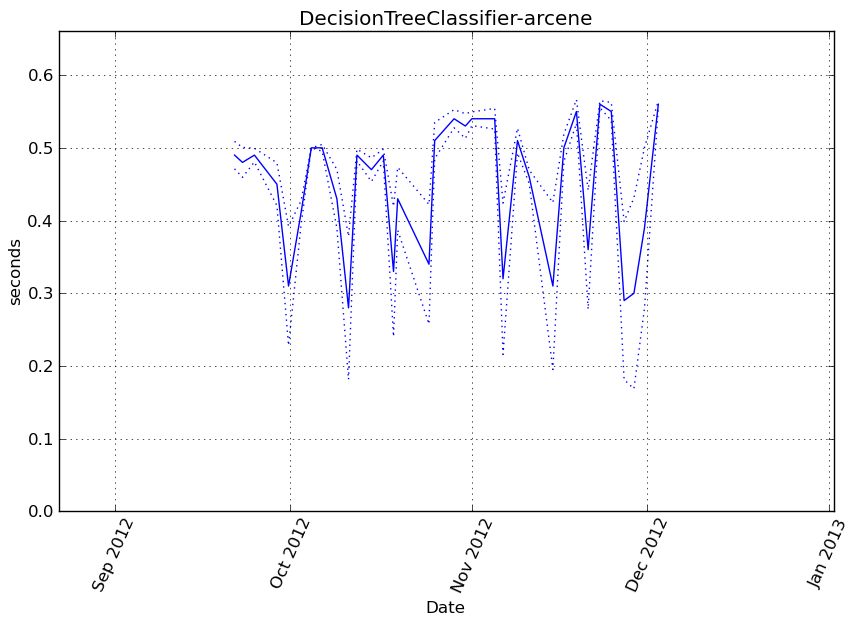 DecisionTreeClassifier-arcene
0.6
0.5
0.4
0.3
0.2
0.1
0.0
seconds
Sep 2012
Oct 2012
Nov 2012
Dec 2012
Jan 2013
Date